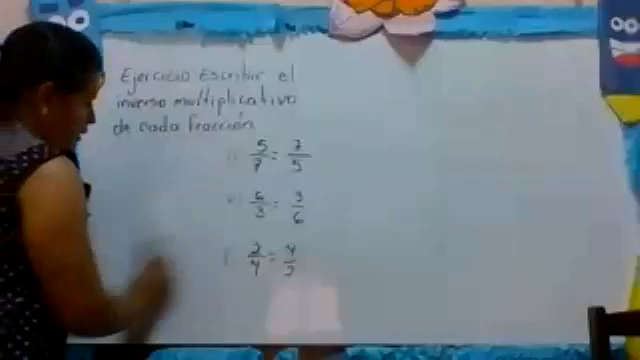 Ejercicio Escribir el
inverso multiplicativo
de cada fracción
5/7 = 7/5
6/3 = 3/6
2/4 = 4/2